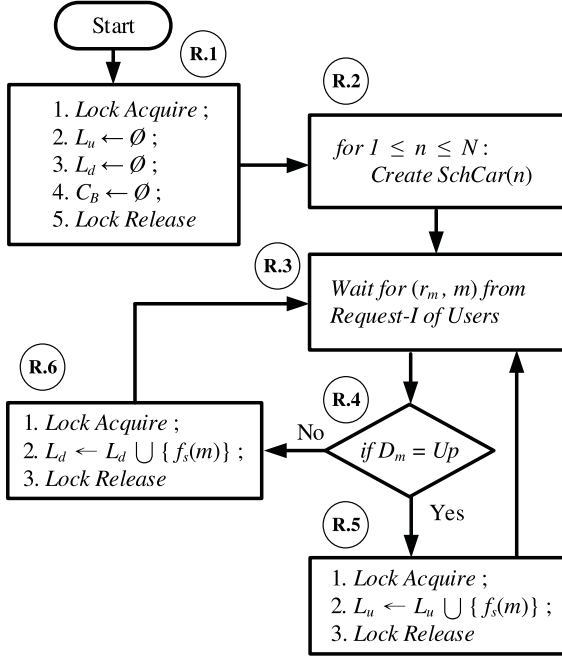 Start
R.1
1. Lock Acquire ;
2. L_u ← Ø ;
3. L_d ← Ø ;
4. C_B ← Ø ;
5. Lock Release
R.2
for 1 ≤ n ≤ N :
Create SchCar(n)
R.3
Wait for (r_m , m) from
Request-I of Users
R.4
if D_m = Up
No
Yes
R.6
1. Lock Acquire ;
2. L_d ← L_d ⋃ { f_s(m)} ;
3. Lock Release
R.5
1. Lock Acquire ;
2. L_u ← L_u ⋃ { f_s(m)} ;
3. Lock Release